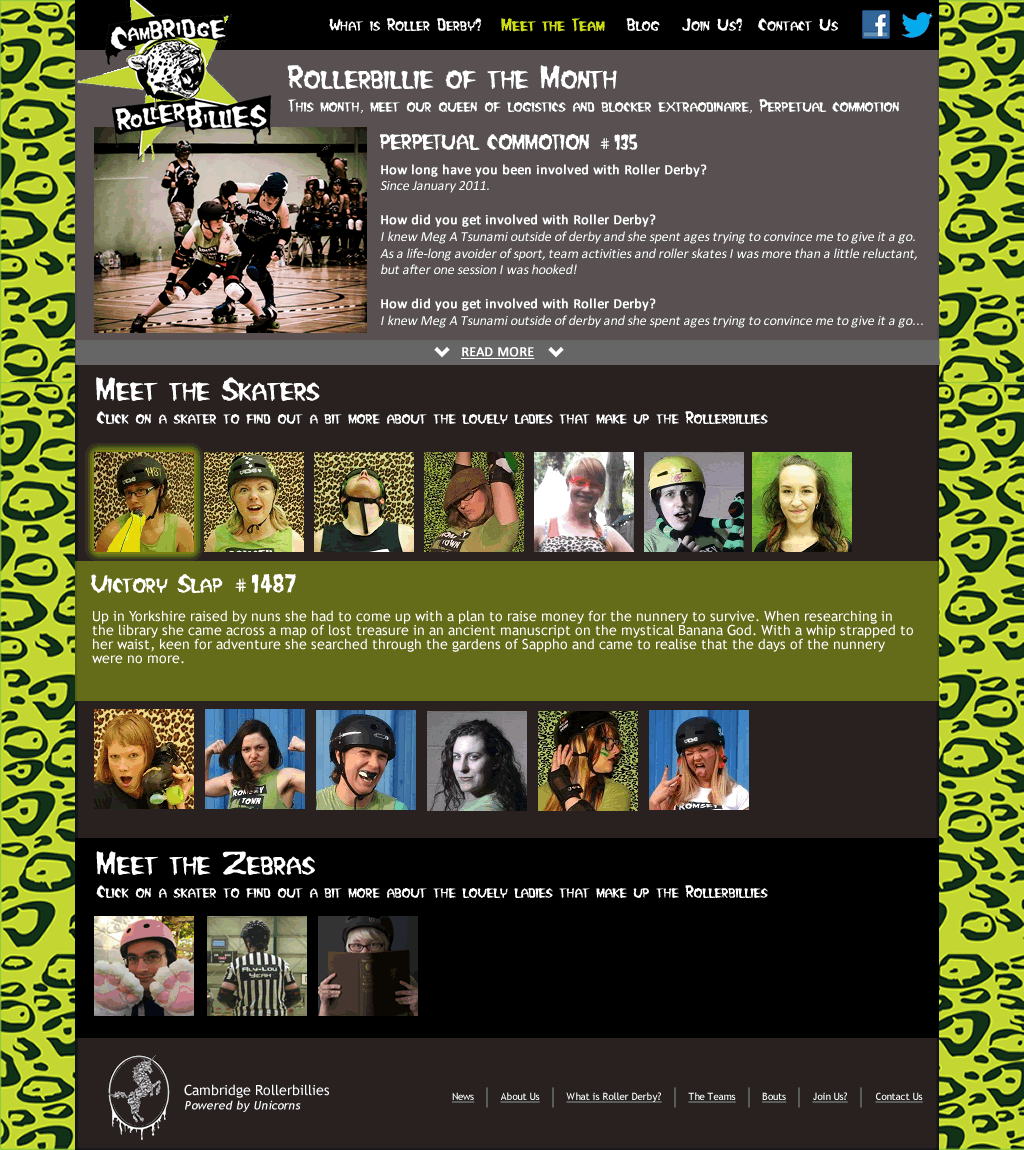 Cambridge
Rollerbillies
What is Roller Derby?
Meet the Team
Blog
Join Us?
Contact Us
Rollerbillie of the Month
This month, meet our queen of logistics and blocker extraodinaire, Perpetual commotion
Perpetual commotion # 135
How long have you been involved with Roller Derby?
Since January 2011.
How did you get involved with Roller Derby?
I knew Meg A Tsunami outside of derby and she spent ages trying to convince me to give it a go.
As a life-long avoider of sport, team activities and roller skates I was more than a little reluctant,
but after one session I was hooked!
How did you get involved with Roller Derby?
I knew Meg A Tsunami outside of derby and she spent ages trying to convince me to give it a go...
READ MORE
Meet the Skaters
Click on a skater to find out a bit more about the lovely ladies that make up the Rollerbillies
1487
Victory Slap # 1487
Up in Yorkshire raised by nuns she had to come up with a plan to raise money for the nunnery to survive. When researching in
the library she came across a map of lost treasure in an ancient manuscript on the mystical Banana God. With a whip strapped to
her waist, keen for adventure she searched through the gardens of Sappho and came to realise that the days of the nunnery
were no more.
ROMSEY
TOWN
ROMSEY
Meet the Zebras
Click on a skater to find out a bit more about the lovely ladies that make up the Rollerbillies
Aly-Lou
Yeah
Cambridge Rollerbillies
Powered by Unicorns
News
About Us
What is Roller Derby?
The Teams
Bouts
Join Us?
Contact Us